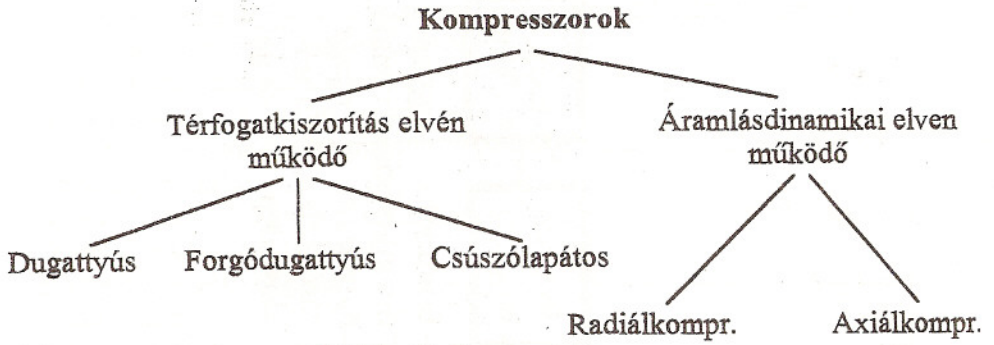 Kompresszorok
Térfogatkiszorítás elvén
működő
Áramlásdinamikai elven
működő
Dugattyús
Forgódugattyús
Csúszólapátos
Radiálkompr.
Axiálkompr.